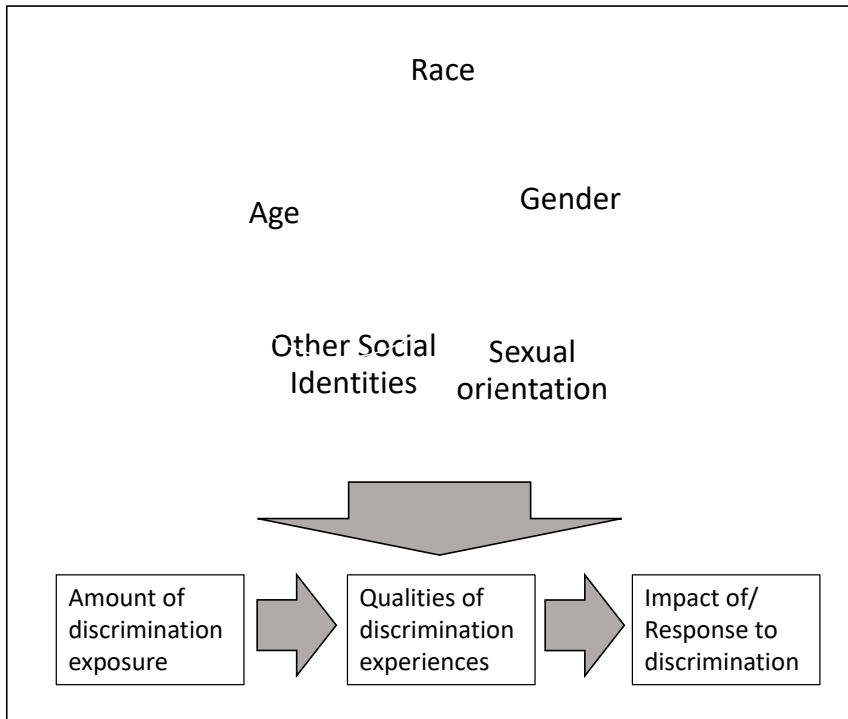 Race
Age
Gender
Other Social
Identities
Sexual
orientation
Amount of
discrimination
exposure
Qualities of
discrimination
experiences
Impact of/
Response to
discrimination